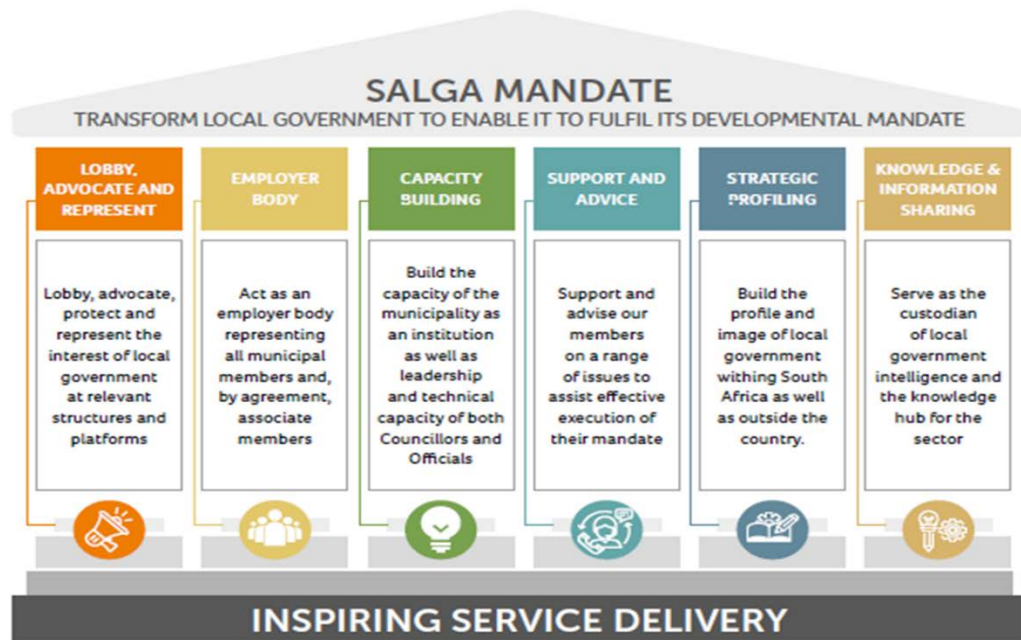 SALGA MANDATE
TRANSFORM LOCAL GOVERNMENT TO ENABLE IT TO FULFIL ITS DEVELOPMENTAL MANDATE
LOBBY,
ADVOCATE AND
REPRESENT
Lobby, advocate,
protect and
represent the
interest of local
government
at relevant
structures and
platforms
EMPLOYER
BODY
Act as an
employer body
representing
all municipal
members and,
by agreement,
associate
members
CAPACITY
BUILDING
Build the
capacity of the
municipality as
an institution
as well as
leadership
and technical
capacity of both
Councillors and
Officials
SUPPORT AND
ADVICE
Support and
advise our
members
on a range
of issues to
assist effective
execution of
their mandate
STRATEGIC
PROFILING
Build the
profile and
image of local
government
withing South
Africa as well
as outside the
country.
KNOWLEDGE &
INFORMATION
SHARING
Serve as the
custodian
of local
government
intelligence and
the knowledge
hub for the
sector
INSPIRING SERVICE DELIVERY